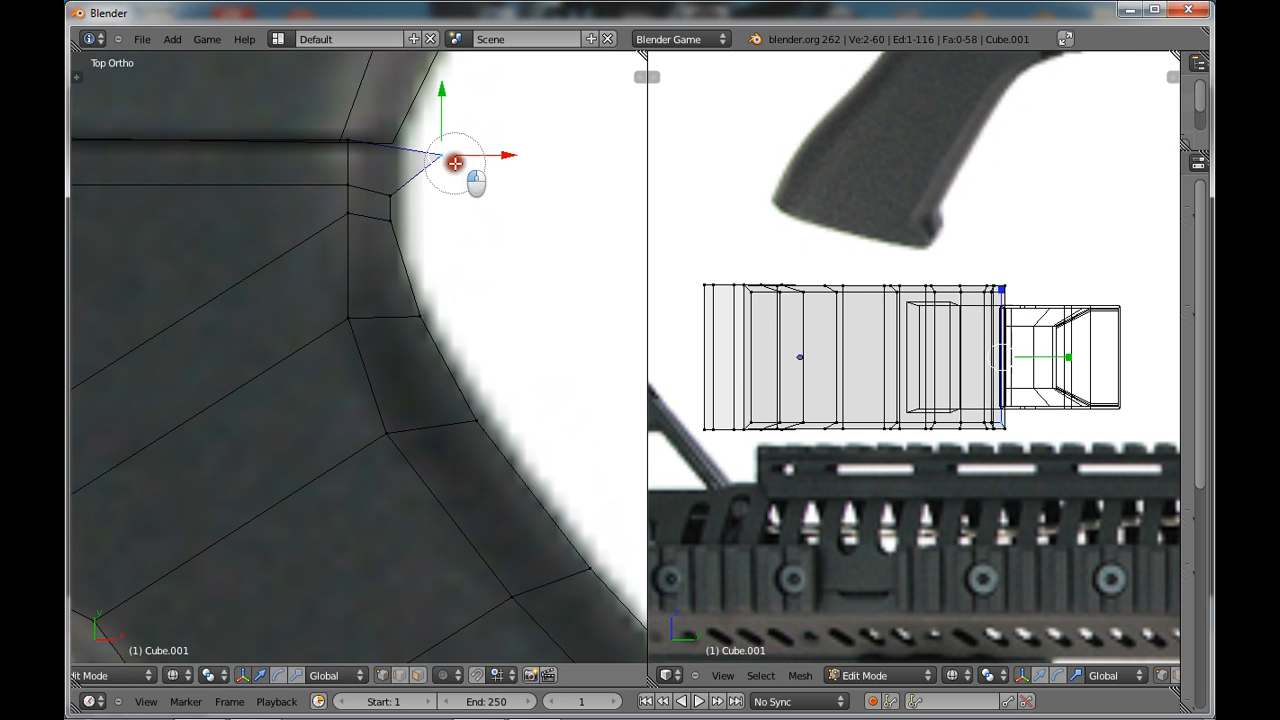 Blender
File Add Game Help Default Scene Blender Game blender.org 262 | Ve:2-60 | Ed:1-116 | Fa:0-58 | Cube.001
Top Ortho
(1) Cube.001
(1) Cube.001
dit Mode Global View Select Mesh Edit Mode Global
View Marker Frame Playback Start: 1 End: 250 1 No Sync